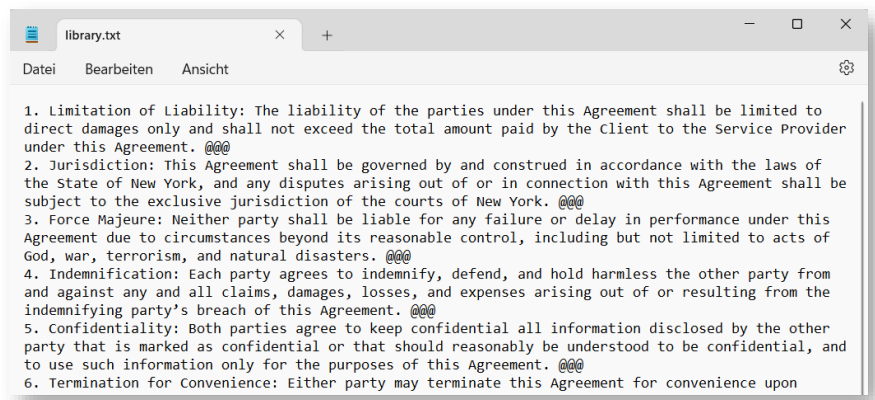 library.txt
Datei Bearbeiten Ansicht
1. Limitation of Liability: The liability of the parties under this Agreement shall be limited to
direct damages only and shall not exceed the total amount paid by the Client to the Service Provider
under this Agreement. @@@
2. Jurisdiction: This Agreement shall be governed by and construed in accordance with the laws of
the State of New York, and any disputes arising out of or in connection with this Agreement shall be
subject to the exclusive jurisdiction of the courts of New York. @@@
3. Force Majeure: Neither party shall be liable for any failure or delay in performance under this
Agreement due to circumstances beyond its reasonable control, including but not limited to acts of
God, war, terrorism, and natural disasters. @@@
4. Indemnification: Each party agrees to indemnify, defend, and hold harmless the other party from
and against any and all claims, damages, losses, and expenses arising out of or resulting from the
indemnifying party’s breach of this Agreement. @@@
5. Confidentiality: Both parties agree to keep confidential all information disclosed by the other
party that is marked as confidential or that should reasonably be understood to be confidential, and
to use such information only for the purposes of this Agreement. @@@
6. Termination for Convenience: Either party may terminate this Agreement for convenience upon